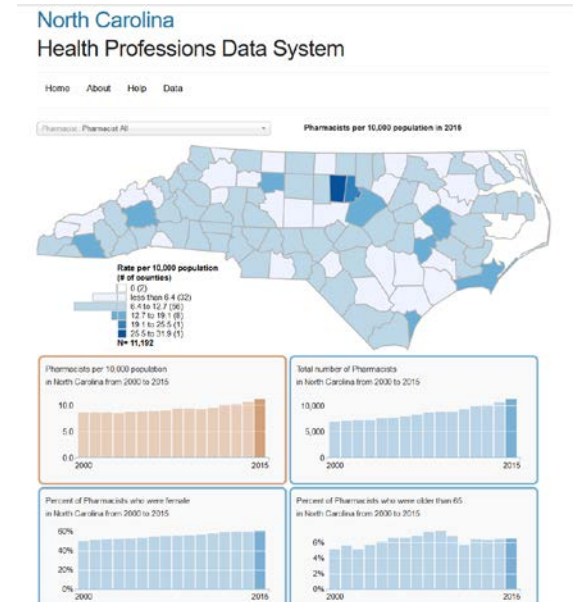 North Carolina
Health Professions Data System
Home About Help Data
Pharmacist: Pharmacist All
Pharmacists per 10,000 population in 2015
Rate per 10,000 population
(# of counties)
0 (2)
less than 6.4 (32)
6.4 to 12.7 (56)
12.7 to 19.1 (8)
19.1 to 25.5 (1)
25.5 to 31.9 (1)
N= 11,192
Pharmacists per 10,000 population
in North Carolina from 2000 to 2015
10.0
5.0
0.0
2000 2015
Total number of Pharmacists
in North Carolina from 2000 to 2015
10,000
5,000
0
2000 2015
Percent of Pharmacists who were female
in North Carolina from 2000 to 2015
60%
40%
20%
0%
2000 2015
Percent of Pharmacists who were older than 65
in North Carolina from 2000 to 2015
6%
4%
2%
0%
2000 2015